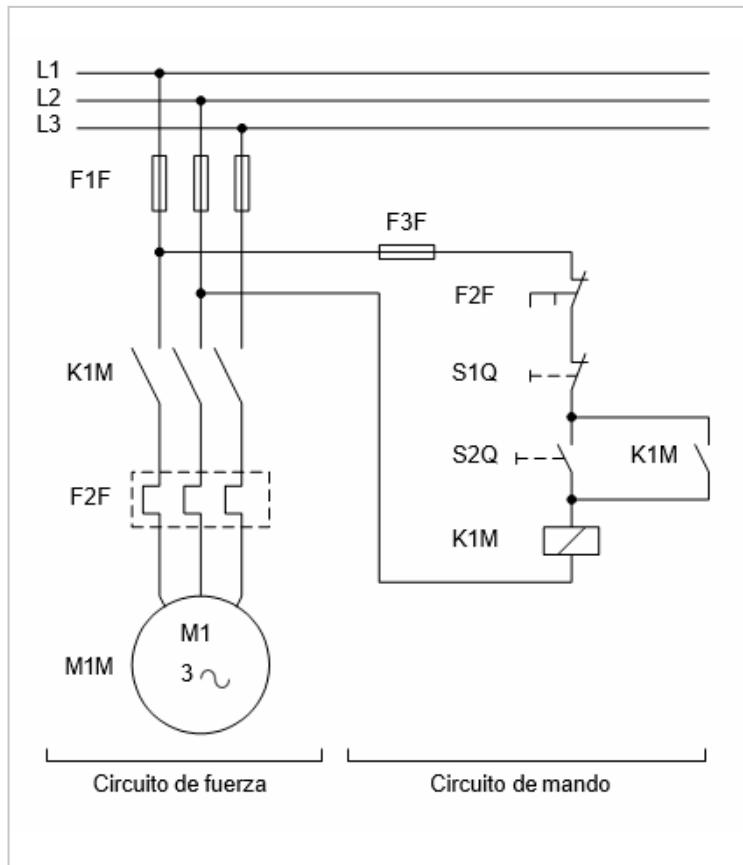 L1
L2
L3
F1F
F3F
F2F
K1M
S1Q
S2Q
K1M
F2F
K1M
M1
3
M1M
Circuito de fuerza
Circuito de mando